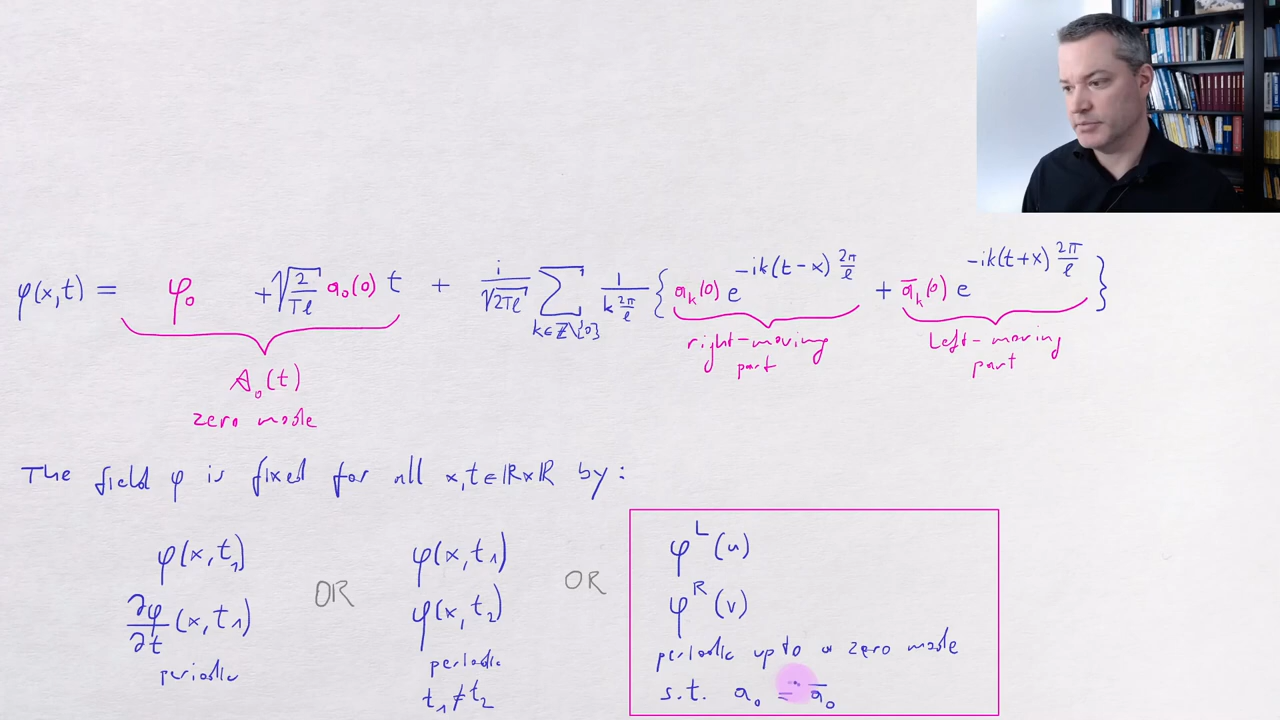 φ(x,t) = φ₀ + √(2/(Tℓ)) a₀(0) t + i/√(2Tℓ) ∑_{k∈ℤ\{0}} 1/(k 2π/ℓ) { a_k(0) e^{-ik(t-x) 2π/ℓ} + ā_k(0) e^{-ik(t+x) 2π/ℓ} }
right-moving part
left-moving part
A₀(t)
zero mode
The field φ is fixed for all x,t ∈ ℝ×ℝ by:
φ(x,t₁)
∂φ/∂t (x,t₁)
periodic
OR
φ(x,t₁)
φ(x,t₂)
periodic
t₁ ≠ t₂
OR
φ^L(u)
φ^R(v)
periodic up to a zero mode
s.t. a₀ = ā₀